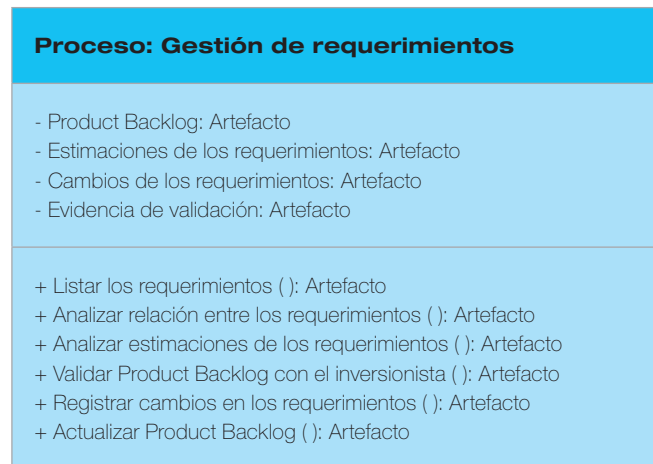 Proceso: Gestión de requerimientos
- Product Backlog: Artefacto
- Estimaciones de los requerimientos: Artefacto
- Cambios de los requerimientos: Artefacto
- Evidencia de validación: Artefacto
+ Listar los requerimientos ( ): Artefacto
+ Analizar relación entre los requerimientos ( ): Artefacto
+ Analizar estimaciones de los requerimientos ( ): Artefacto
+ Validar Product Backlog con el inversionista ( ): Artefacto
+ Registrar cambios en los requerimientos ( ): Artefacto
+ Actualizar Product Backlog ( ): Artefacto